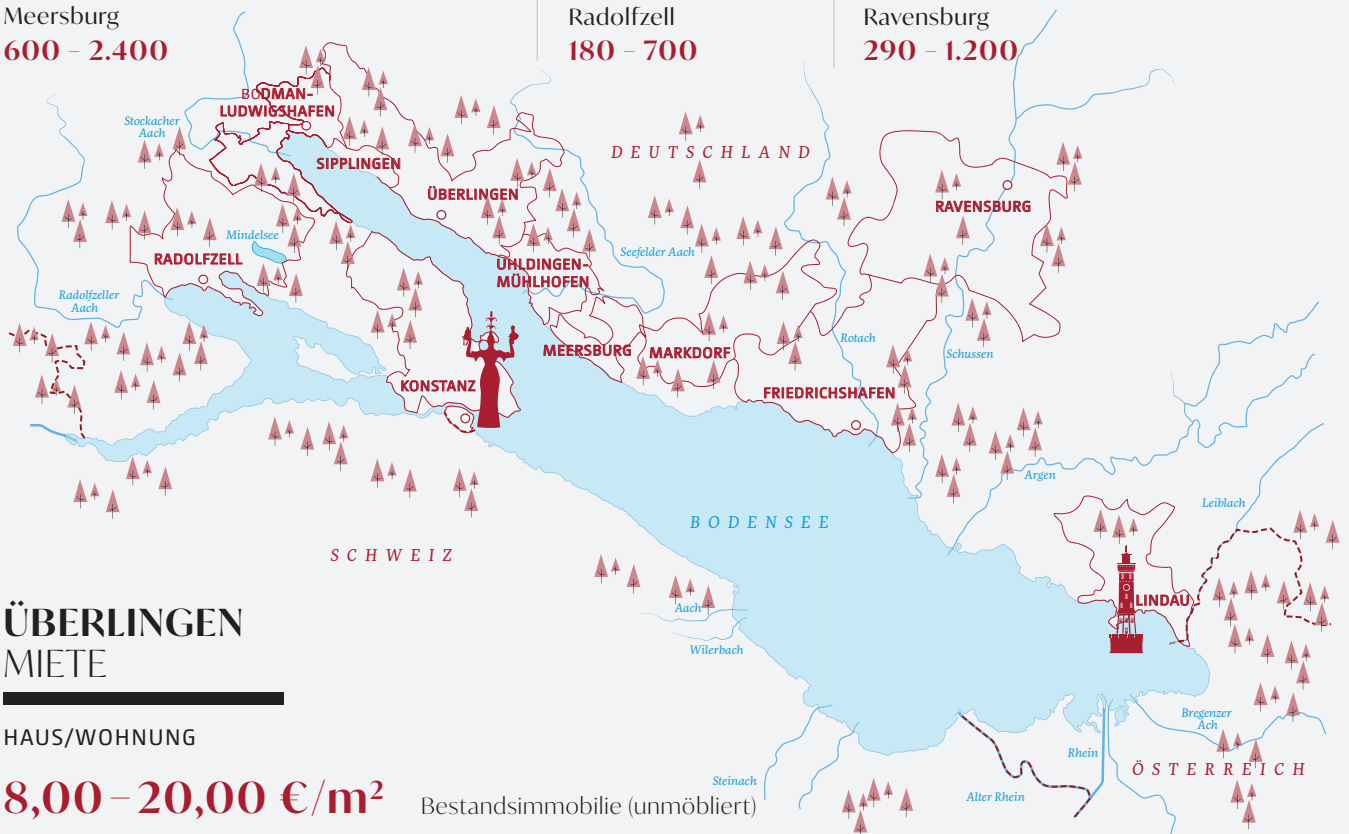 Meersburg
600 – 2.400
Radolfzell
180 – 700
Ravensburg
290 – 1.200
BODMAN-
LUDWIGSHAFEN
Stockacher
Aach
SIPPLINGEN
DEUTSCHLAND
ÜBERLINGEN
RAVENSBURG
Mindelsee
RADOLFZELL
Seefelder Aach
UHLDINGEN-
MÜHLHOFEN
Radolfzeller
Aach
Rotach
MEERSBURG
MARKDORF
Schussen
KONSTANZ
FRIEDRICHSHAFEN
Argen
Leiblach
BODENSEE
SCHWEIZ
LINDAU
Aach
Wilerbach
ÜBERLINGEN
MIETE
HAUS/WOHNUNG
8,00 – 20,00 €/m²
Bestandsimmobilie (unmöbliert)
Bregenzer
Ach
Rhein
ÖSTERREICH
Steinach
Alter Rhein